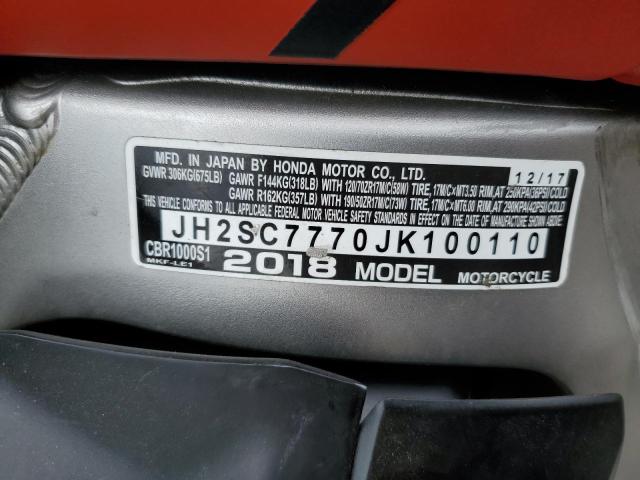 MFD. IN JAPAN BY HONDA MOTOR CO., LTD. 12/17
GVWR 306KG(675LB) GAWR F144KG(318LB) WITH 120/70ZR17M/C(58W) TIRE, 17M/C×MT3.50 RIM, AT 250KPA(36PSI) COLD
GAWR R162KG(357LB) WITH 190/50ZR17M/C(73W) TIRE, 17M/C×MT6.00 RIM, AT 290KPA(42PSI) COLD
THIS VEHICLE CONFORMS TO ALL APPLICABLE FEDERAL MOTOR VEHICLE SAFETY STANDARDS IN EFFECT ON THE DATE OF MANUFACTURE SHOWN ABOVE
JH2SC7770JK100110
CBR1000S1 2018 MODEL MOTORCYCLE
MKF-LE1